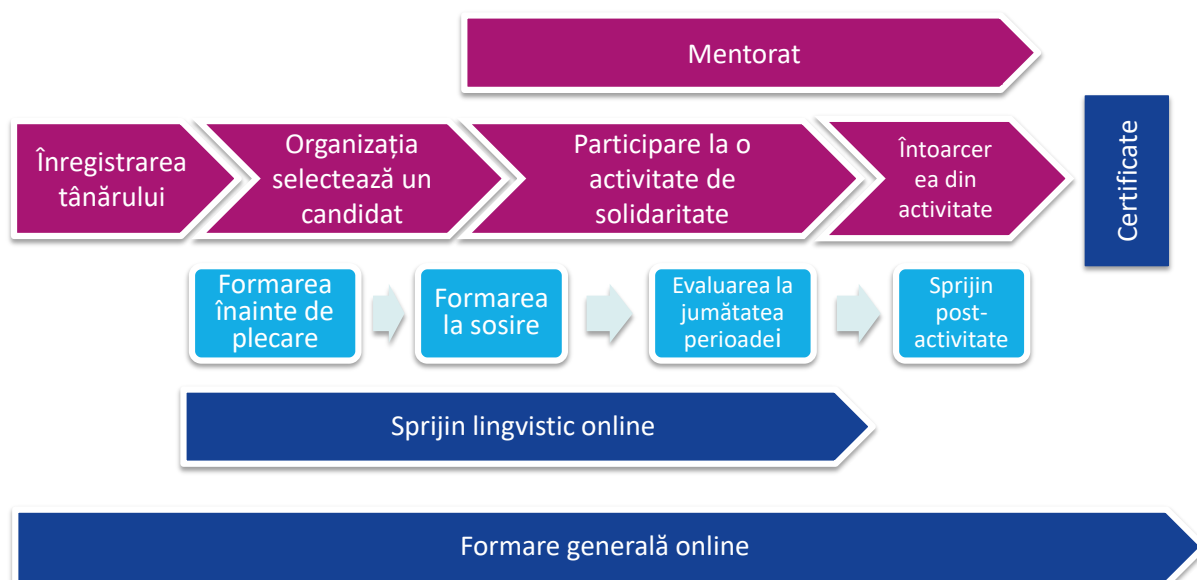 Mentorat
Înregistrarea
tânărului
Organizația
selectează un
candidat
Participare la o
activitate de
solidaritate
Întoarcer
ea din
activitate
Certificate
Formarea
înainte de
plecare
Formarea
la sosire
Evaluarea la
jumătatea
perioadei
Sprijin
post-
activitate
Sprijin lingvistic online
Formare generală online